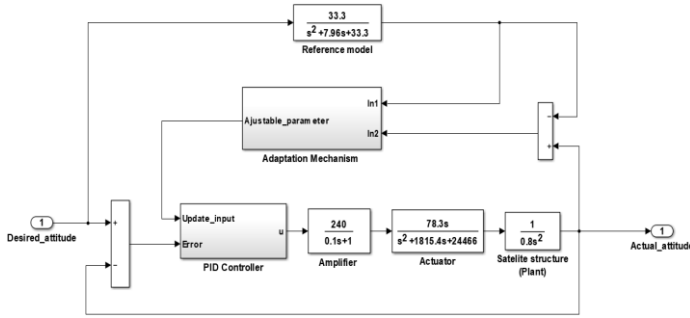 33.3
s2+7.96s+33.3
Reference model
Ajustable_parameter
In1
In2
Adaptation Mechanism
−
+
1
Desired_attitude
+
−
Update_input
Error
u
PID Controller
240
0.1s+1
Amplifier
78.3s
s2+1815.4s+24466
Actuator
1
0.8s2
Satelite structure
(Plant)
1
Actual_attitude